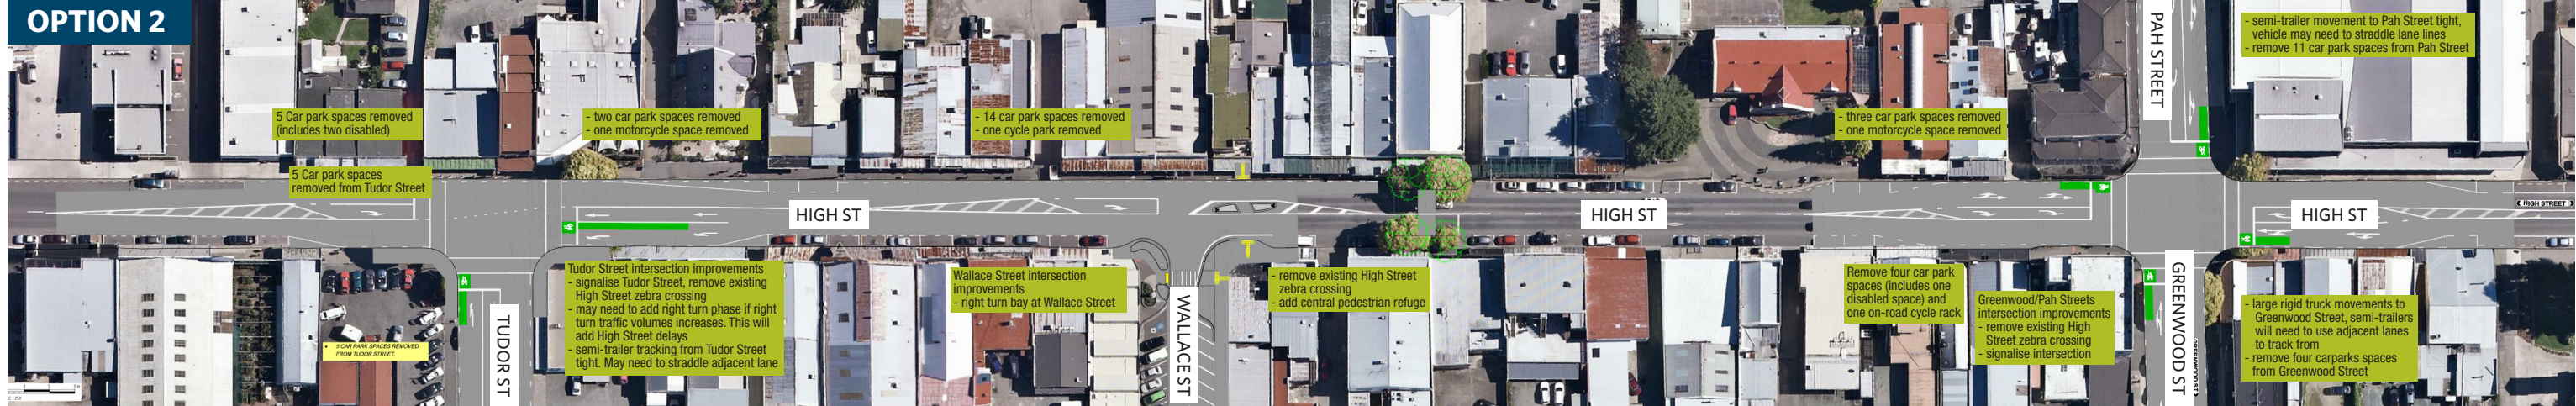 OPTION 2
5 Car park spaces removed
(includes two disabled)
5 Car park spaces
removed from Tudor Street
- two car park spaces removed
- one motorcycle space removed
- 14 car park spaces removed
- one cycle park removed
- three car park spaces removed
- one motorcycle space removed
PAH STREET
- semi-trailer movement to Pah Street tight,
vehicle may need to straddle lane lines
- remove 11 car park spaces from Pah Street
HIGH ST
HIGH ST
HIGH ST
HIGH STREET
5 CAR PARK SPACES REMOVED
FROM TUDOR STREET.
TUDOR ST
Tudor Street intersection improvements
- signalise Tudor Street, remove existing
High Street zebra crossing
- may need to add right turn phase if right
turn traffic volumes increases. This will
add High Street delays
- semi-trailer tracking from Tudor Street
tight. May need to straddle adjacent lane
Wallace Street intersection
improvements
- right turn bay at Wallace Street
WALLACE ST
- remove existing High Street
zebra crossing
- add central pedestrian refuge
Remove four car park
spaces (includes one
disabled space) and
one on-road cycle rack
Greenwood/Pah Streets
intersection improvements
- remove existing High
Street zebra crossing
- signalise intersection
GREENWOOD ST
- large rigid truck movements to
Greenwood Street, semi-trailers
will need to use adjacent lanes
to track from
- remove four carparks spaces
from Greenwood Street